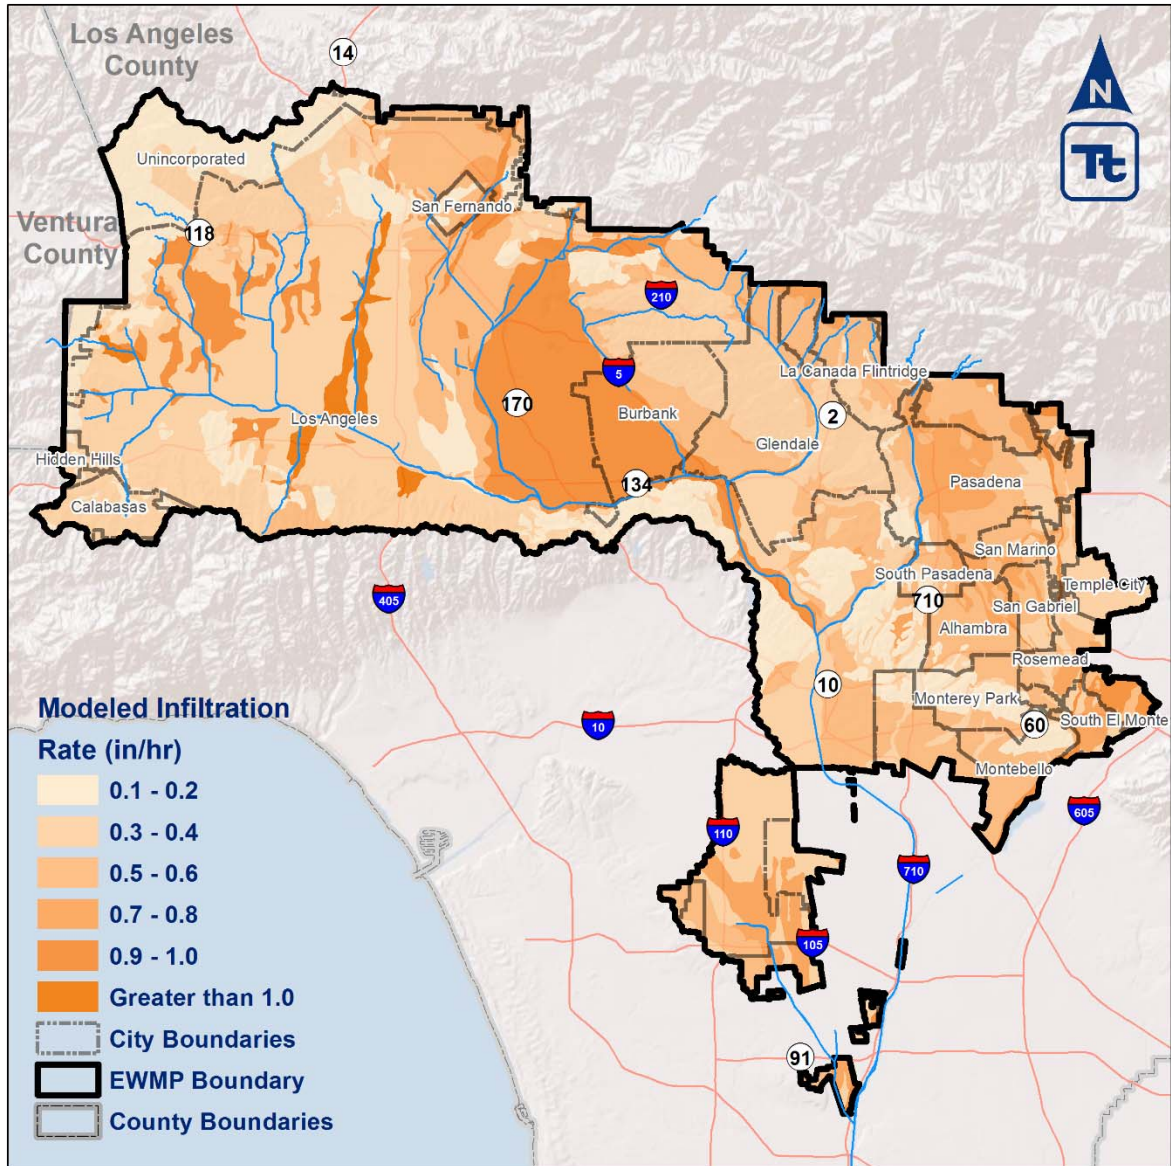 Los Angeles
County
14
N
Tt
Unincorporated
San Fernando
Ventura
County
118
210
5
La Canada Flintridge
170
Burbank
2
Los Angeles
Glendale
Hidden Hills
134
Pasadena
Calabasas
San Marino
South Pasadena
Temple City
405
710
San Gabriel
Alhambra
Rosemead
10
Monterey Park
South El Monte
60
10
Montebello
110
605
710
105
91
Modeled Infiltration
Rate (in/hr)
0.1 - 0.2
0.3 - 0.4
0.5 - 0.6
0.7 - 0.8
0.9 - 1.0
Greater than 1.0
City Boundaries
EWMP Boundary
County Boundaries